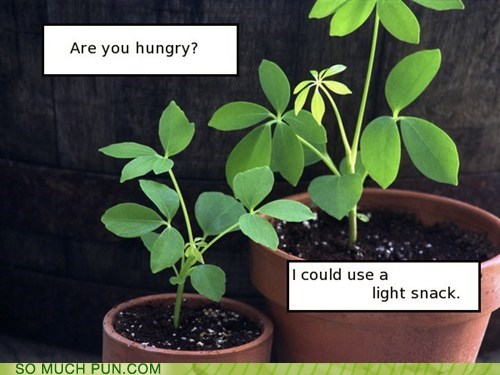 Are you hungry?
I could use a
light snack.
SO MUCH PUN.COM